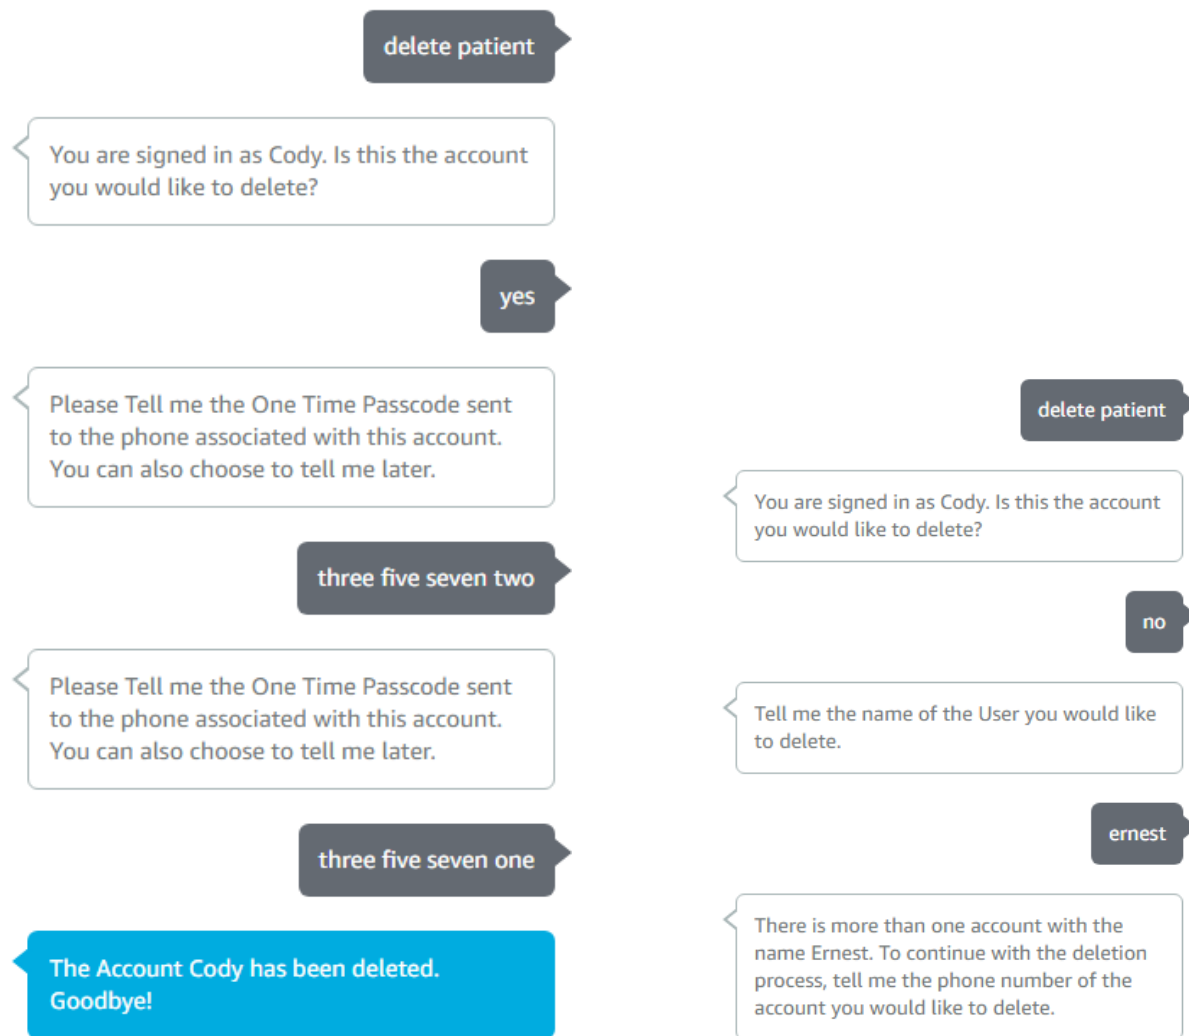 delete patient
You are signed in as Cody. Is this the account
you would like to delete?
yes
Please Tell me the One Time Passcode sent
to the phone associated with this account.
You can also choose to tell me later.
three five seven two
Please Tell me the One Time Passcode sent
to the phone associated with this account.
You can also choose to tell me later.
three five seven one
The Account Cody has been deleted.
Goodbye!
delete patient
You are signed in as Cody. Is this the account
you would like to delete?
no
Tell me the name of the User you would like
to delete.
ernest
There is more than one account with the
name Ernest. To continue with the deletion
process, tell me the phone number of the
account you would like to delete.